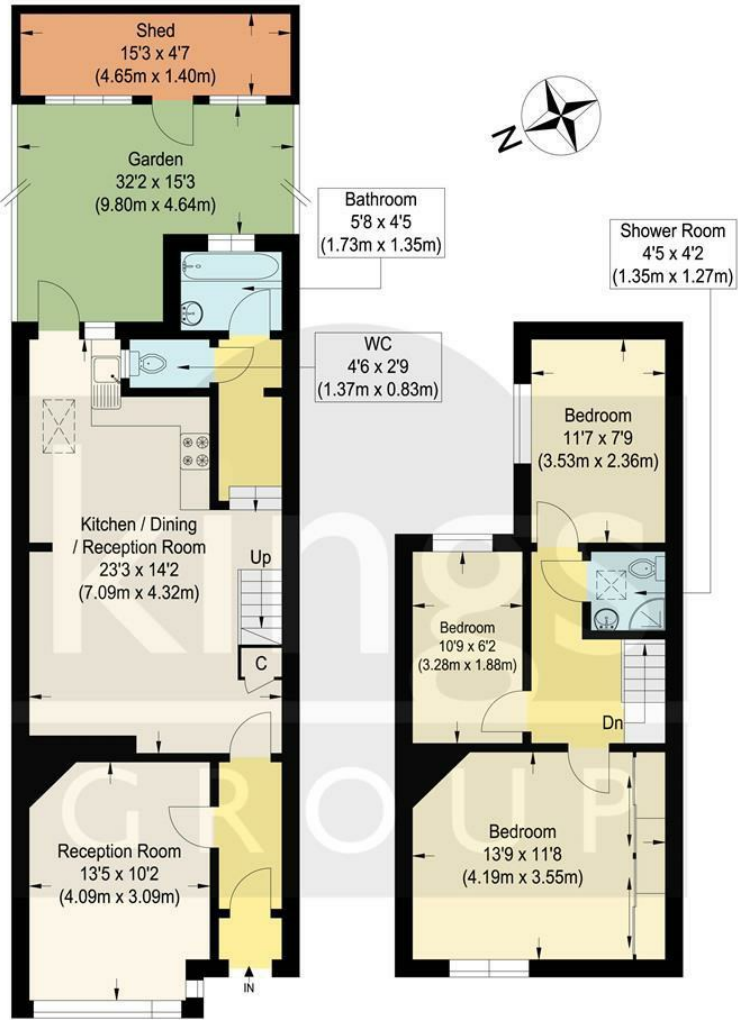 Shed
15'3 x 4'7
(4.65m x 1.40m)
Garden
32'2 x 15'3
(9.80m x 4.64m)
N
Bathroom
5'8 x 4'5
(1.73m x 1.35m)
Shower Room
4'5 x 4'2
(1.35m x 1.27m)
WC
4'6 x 2'9
(1.37m x 0.83m)
Bedroom
11'7 x 7'9
(3.53m x 2.36m)
Kitchen / Dining
/ Reception Room
23'3 x 14'2
(7.09m x 4.32m)
Up
C
Bedroom
10'9 x 6'2
(3.28m x 1.88m)
Dn
kings
GROUP
Reception Room
13'5 x 10'2
(4.09m x 3.09m)
Bedroom
13'9 x 11'8
(4.19m x 3.55m)
IN